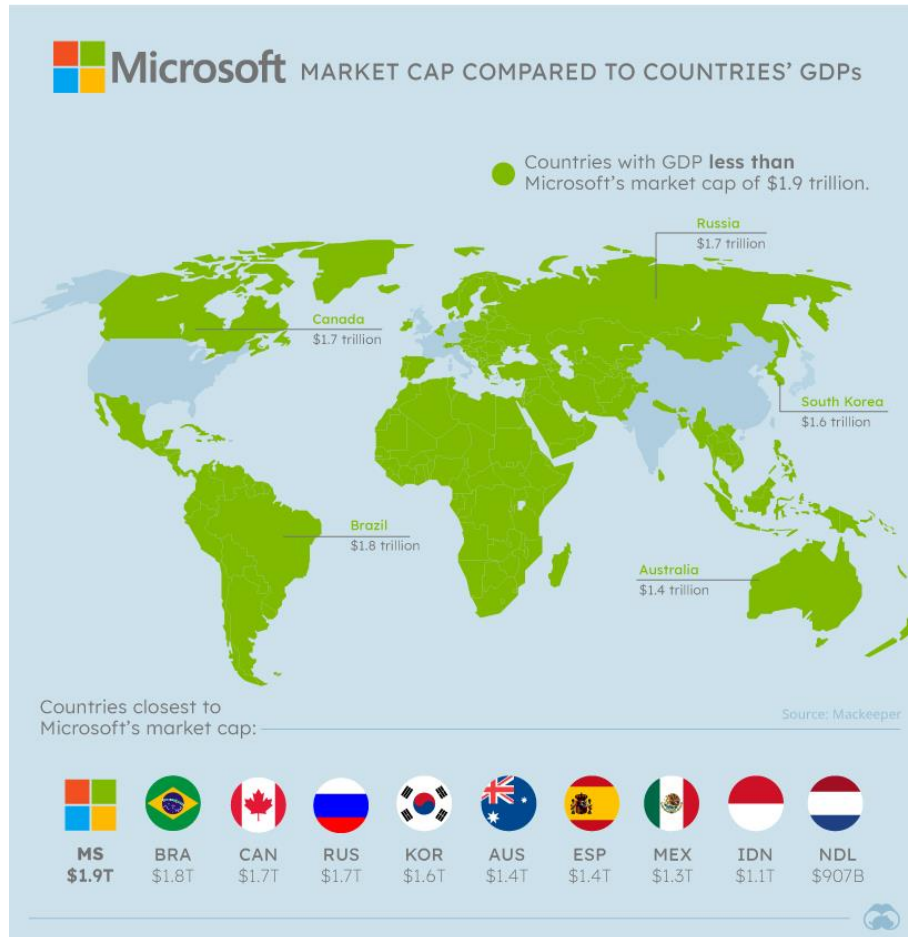 Microsoft MARKET CAP COMPARED TO COUNTRIES' GDPs
Countries with GDP less than
Microsoft's market cap of $1.9 trillion.
Russia
$1.7 trillion
Canada
$1.7 trillion
South Korea
$1.6 trillion
Brazil
$1.8 trillion
Australia
$1.4 trillion
Countries closest to
Microsoft's market cap:
Source: Mackeeper
MS BRA CAN RUS KOR AUS ESP MEX IDN NDL
$1.9T $1.8T $1.7T $1.7T $1.6T $1.4T $1.4T $1.3T $1.1T $907B